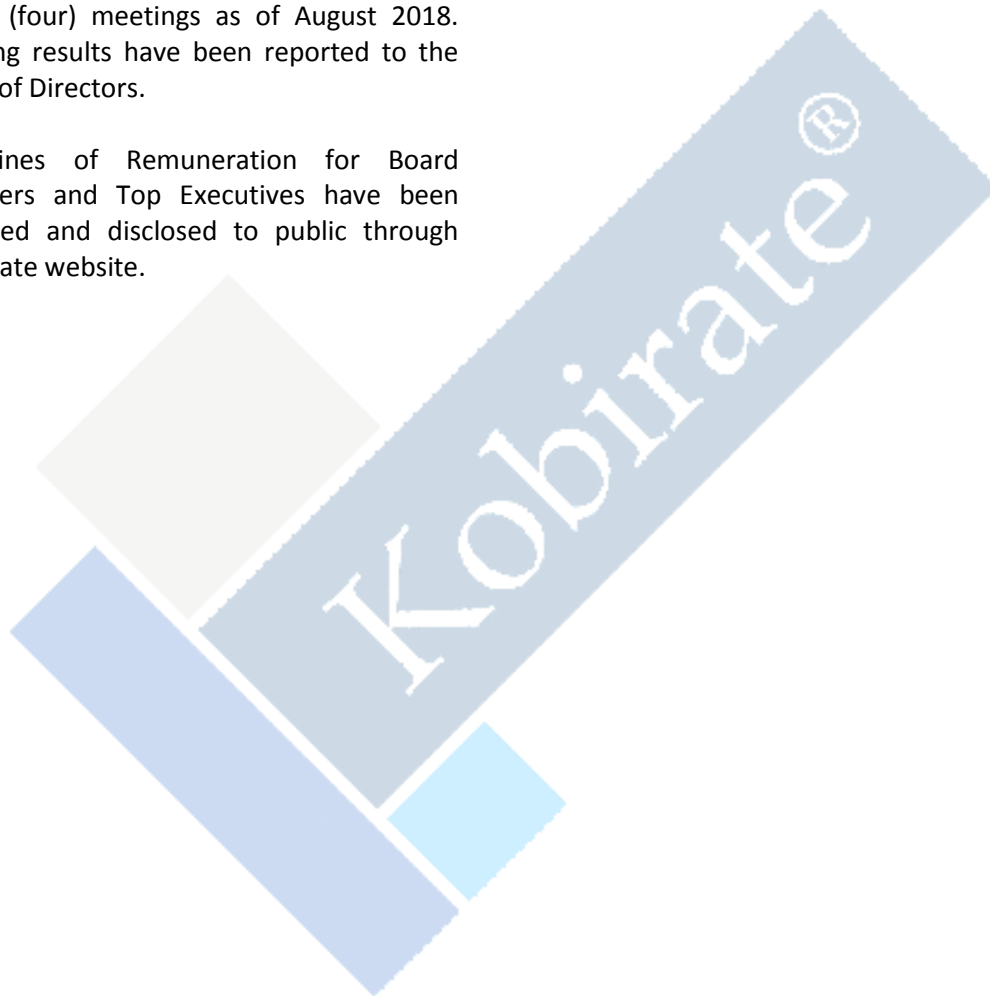 (four) meetings as of August 2018.
ng results have been reported to the
of Directors.
ines of Remuneration for Board
ers and Top Executives have been
ed and disclosed to public through
ate website.
Kobirate®